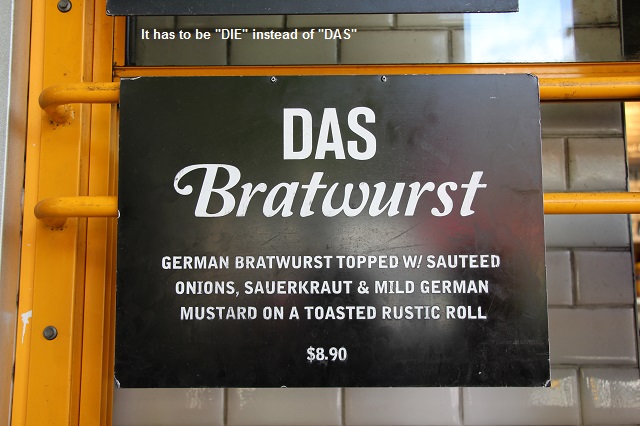 It has to be "DIE" instead of "DAS"
DAS
Bratwurst
GERMAN BRATWURST TOPPED W/ SAUTEED
ONIONS, SAUERKRAUT & MILD GERMAN
MUSTARD ON A TOASTED RUSTIC ROLL
$8.90